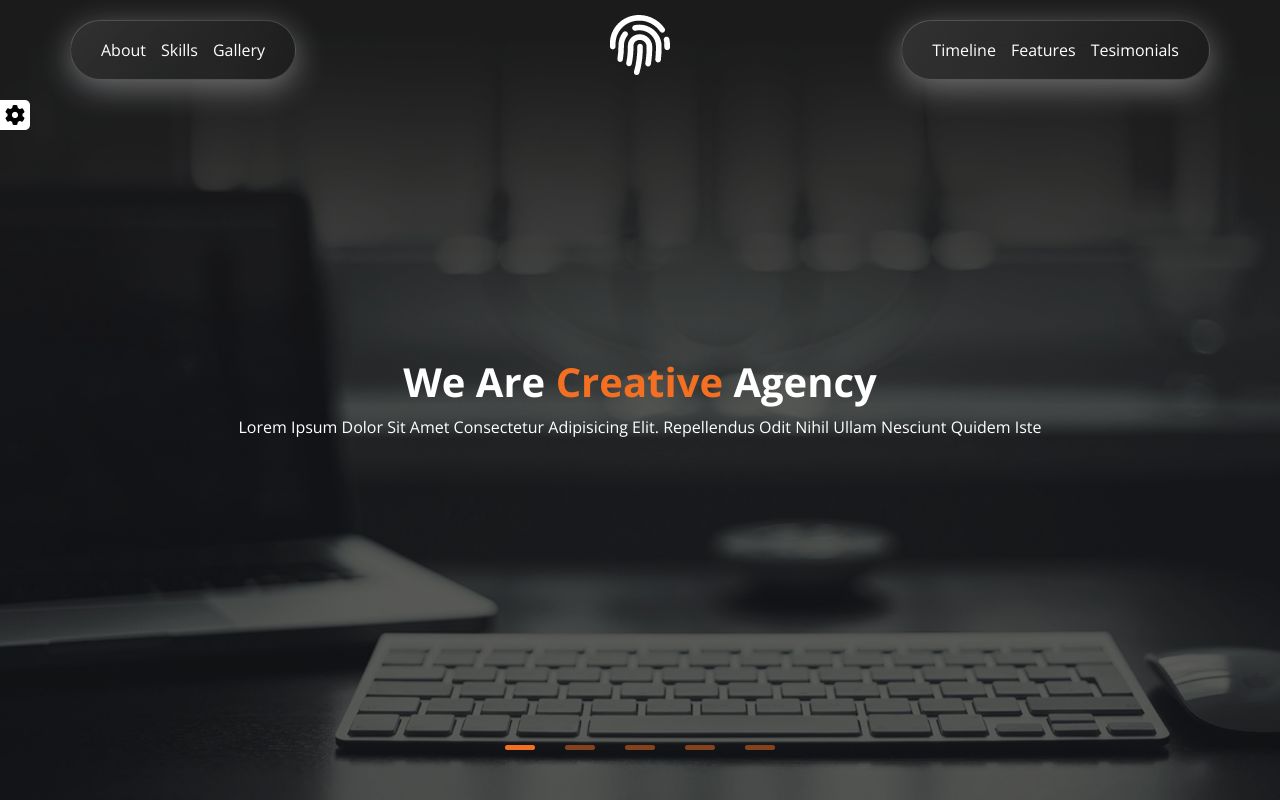 About Skills Gallery
Timeline Features Tesimonials
We Are Creative Agency
Lorem Ipsum Dolor Sit Amet Consectetur Adipisicing Elit. Repellendus Odit Nihil Ullam Nesciunt Quidem Iste